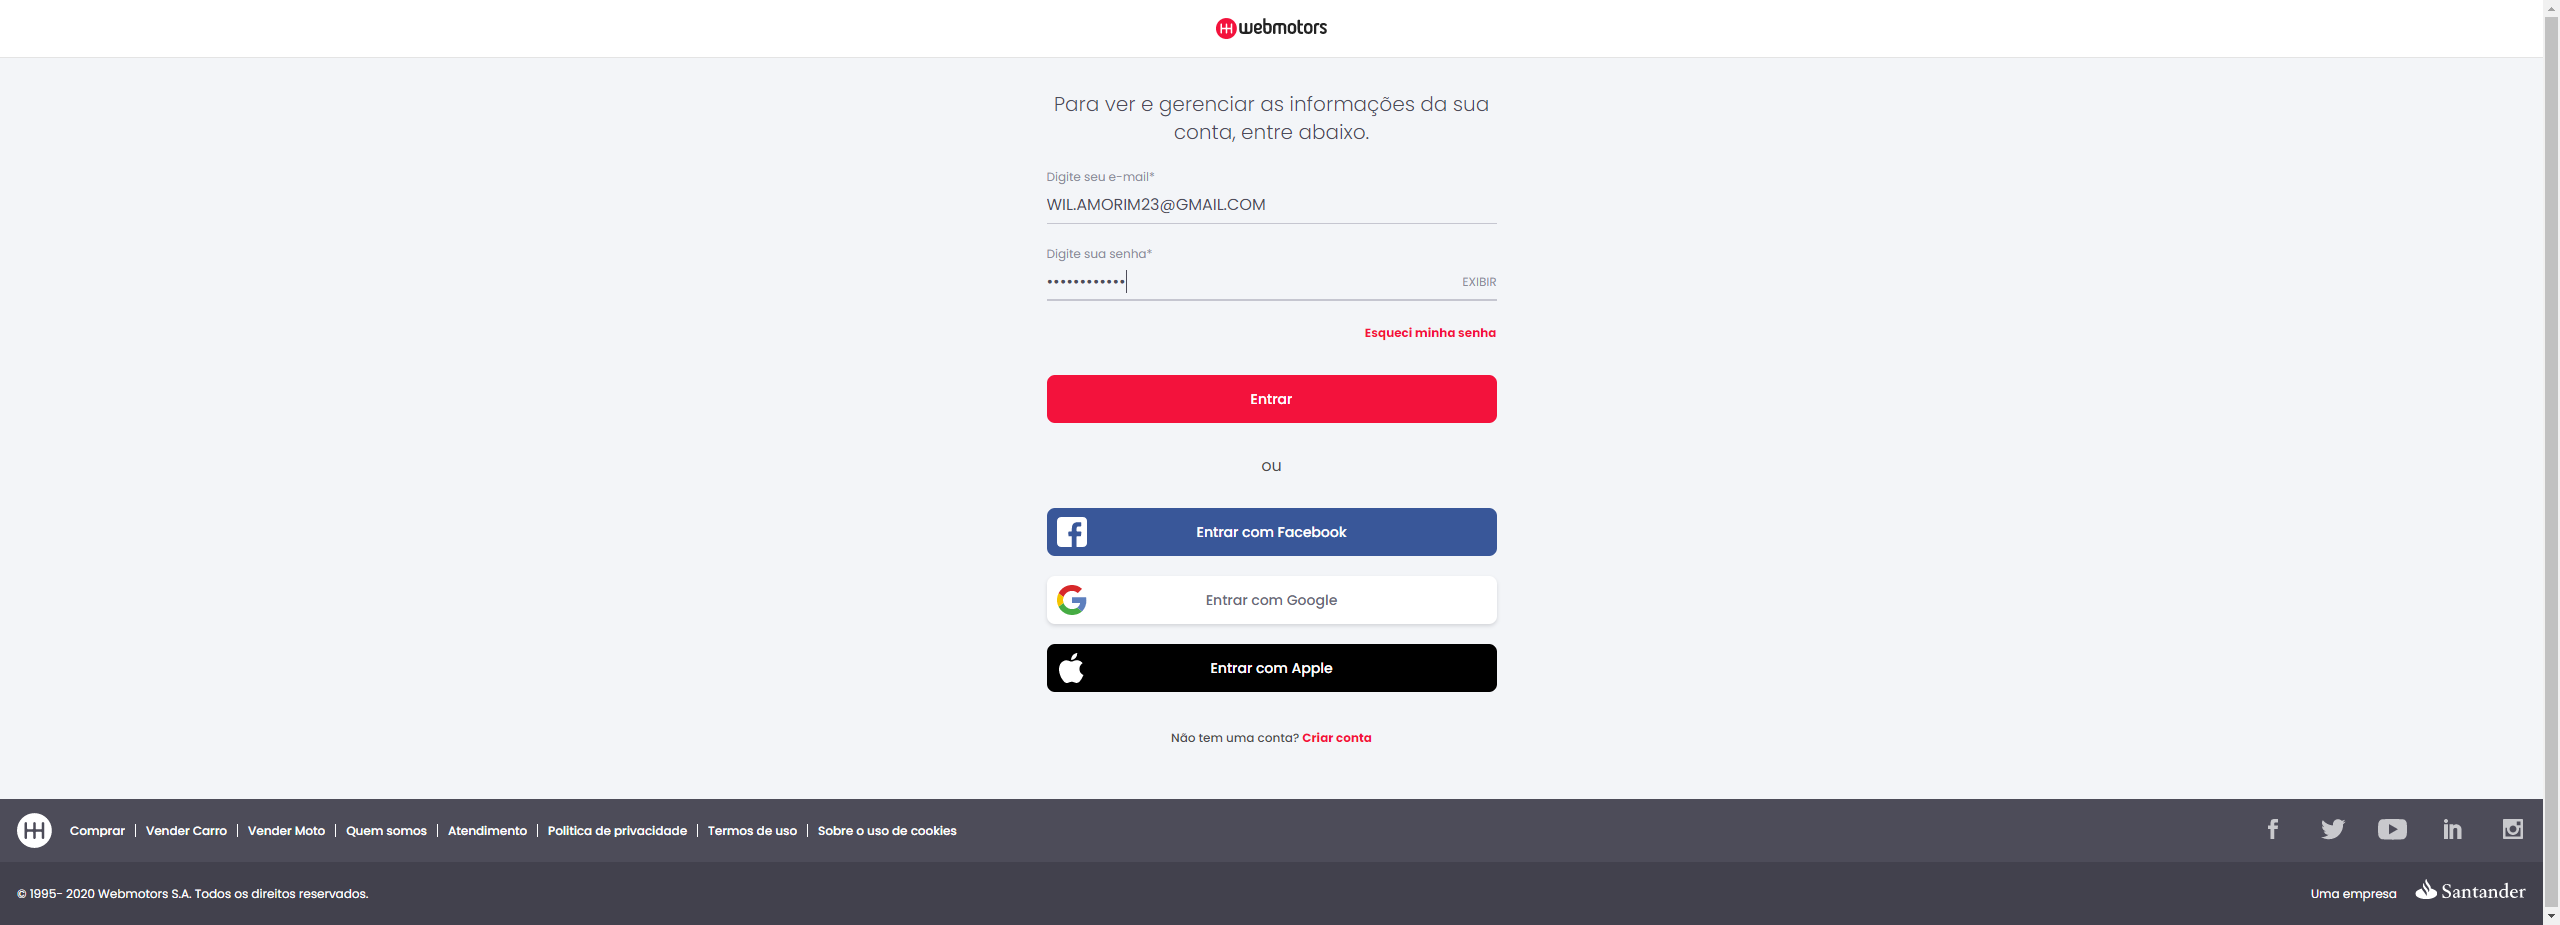 webmotors
Para ver e gerenciar as informações da sua
conta, entre abaixo.
Digite seu e-mail*
WIL.AMORIM23@GMAIL.COM
Digite sua senha*
•••••••••••• EXIBIR
Esqueci minha senha
Entrar
ou
Entrar com Facebook
Entrar com Google
Entrar com Apple
Não tem uma conta? Criar conta
Comprar | Vender Carro | Vender Moto | Quem somos | Atendimento | Politica de privacidade | Termos de uso | Sobre o uso de cookies
© 1995- 2020 Webmotors S.A. Todos os direitos reservados. Uma empresa Santander